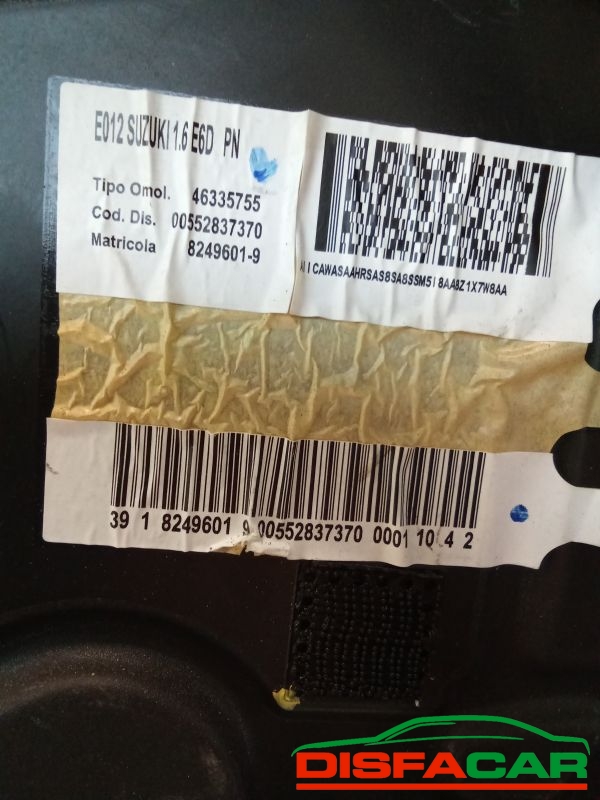 E012 SUZUKI 1.6 E6D PN
Tipo Omol. 46335755
Cod. Dis. 00552837370
Matricola 8249601-9
39 1 8249601 9 00552837370 0001 10 4 2
DISFACAR